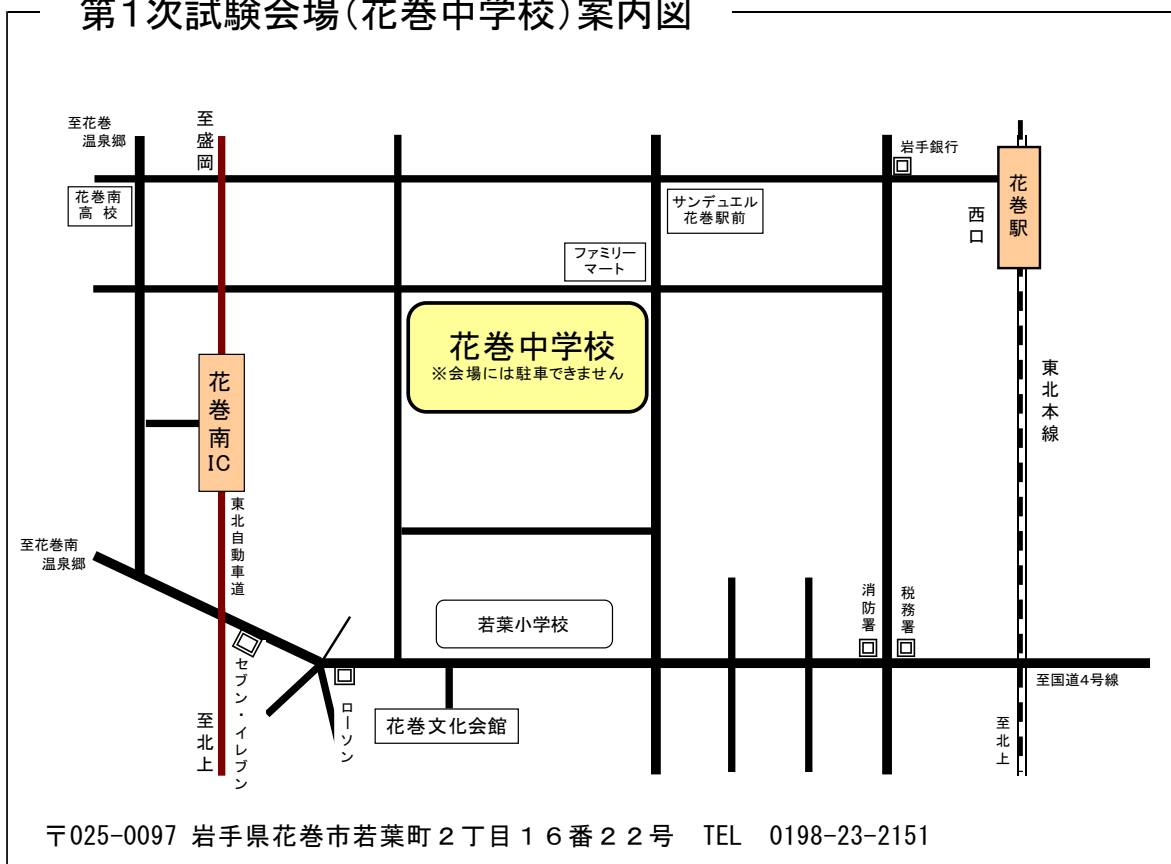 第１次試験会場(花巻中学校)案内図
至花巻
温泉郷
至盛岡
岩手銀行
花巻駅
西口
花巻南
高 校
サンデュエル
花巻駅前
ファミリー
マート
花巻中学校
※会場には駐車できません
花巻南IC
東北本線
東北自動車道
至花巻南
温泉郷
若葉小学校
消防署
税務署
セブン・イレブン
ローソン
花巻文化会館
至国道4号線
至北上
至北上
〒025-0097 岩手県花巻市若葉町２丁目１６番２２号 TEL 0198-23-2151